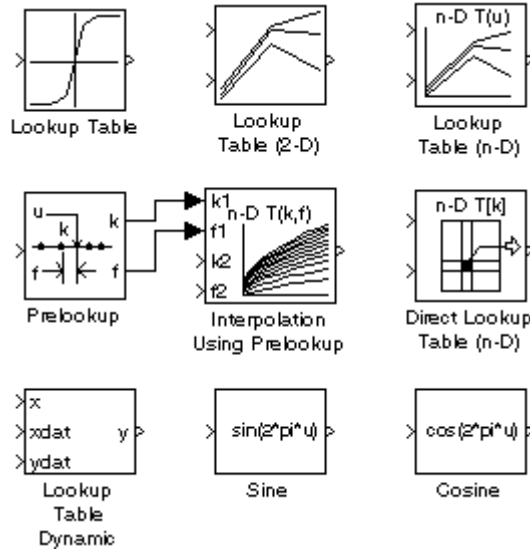 n-D T(u)
Lookup Table
Lookup
Table (2-D)
Lookup
Table (n-D)
u
k
k
f
f
Prelookup
k1
f1
k2
f2
n-D T(k,f)
Interpolation
Using Prelookup
n-D T[k]
Direct Lookup
Table (n-D)
x
xdat
ydat
y
Lookup
Table
Dynamic
sin(2*pi*u)
Sine
cos(2*pi*u)
Cosine